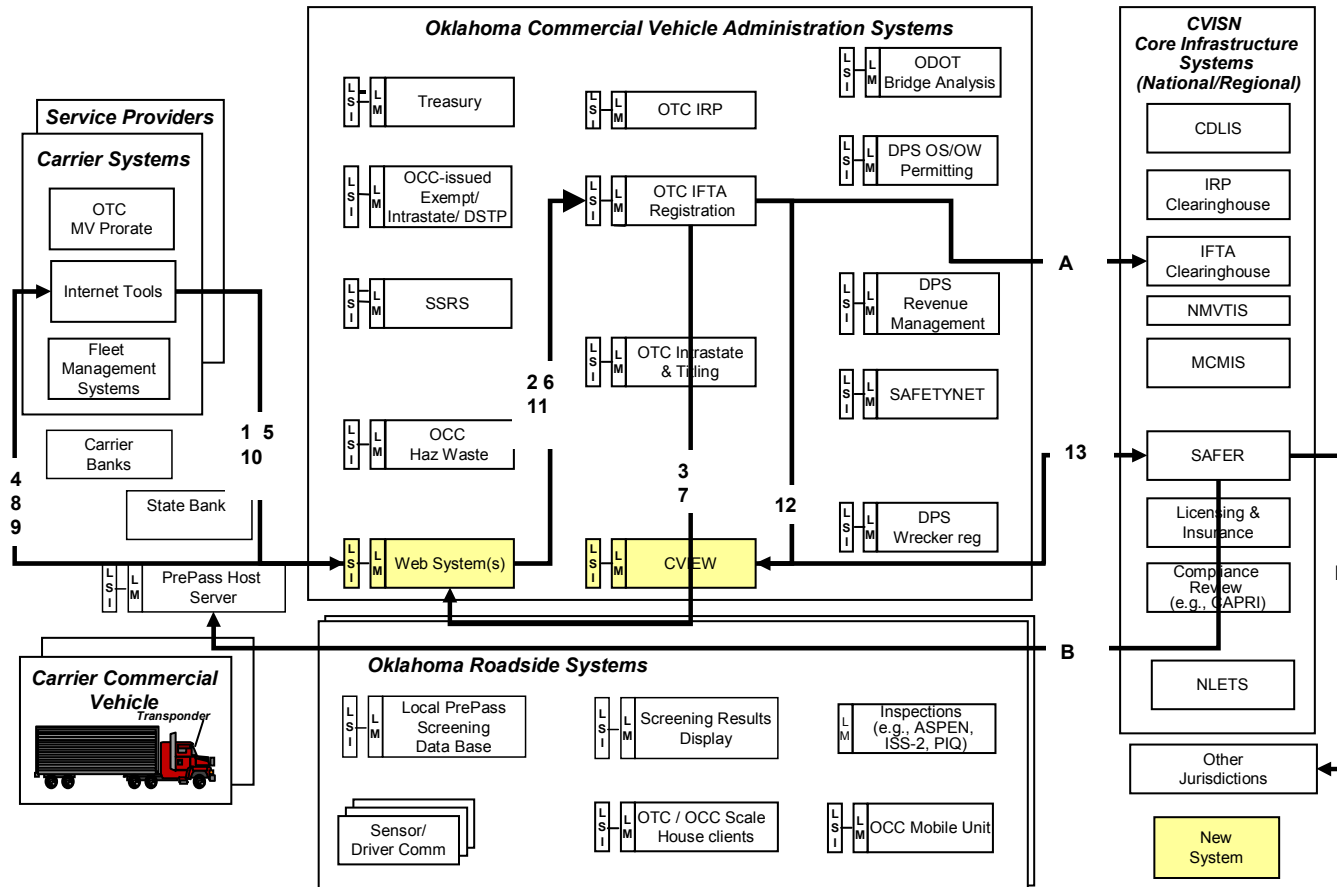 Oklahoma Commercial Vehicle Administration Systems
CVISN
Core Infrastructure
Systems
(National/Regional)
Service Providers
Carrier Systems
OTC
MV Prorate
Internet Tools
Fleet
Management
Systems
Carrier
Banks
State Bank
1 5
10
4
8
9
L
S
I
L
M
PrePass Host
Server
Carrier Commercial
Vehicle
Transponder
L
S
I
L
M
Treasury
L
S
I
L
M
OCC-issued
Exempt/
Intrastate/ DSTP
L
S
I
L
M
SSRS
L
S
I
L
M
OCC
Haz Waste
L
S
I
L
M
Web System(s)
2 6
11
L
S
I
L
M
OTC IRP
L
S
I
L
M
OTC IFTA
Registration
L
S
I
L
M
OTC Intrastate
& Titling
3
7
12
L
S
I
L
M
CVIEW
L
S
I
L
M
ODOT
Bridge Analysis
L
S
I
L
M
DPS OS/OW
Permitting
L
S
I
L
M
DPS
Revenue
Management
L
S
I
L
M
SAFETYNET
L
S
I
L
M
DPS
Wrecker reg
A
13
B
CDLIS
IRP
Clearinghouse
IFTA
Clearinghouse
NMVTIS
MCMIS
SAFER
Licensing &
Insurance
Compliance
Review
(e.g., CAPRI)
NLETS
Other
Jurisdictions
New
System
Oklahoma Roadside Systems
L
S
I
L
M
Local PrePass
Screening
Data Base
L
S
I
L
M
Screening Results
Display
L
M
Inspections
(e.g., ASPEN,
ISS-2, PIQ)
Sensor/
Driver Comm
L
S
I
L
M
OTC / OCC Scale
House clients
L
S
I
L
M
OCC Mobile Unit